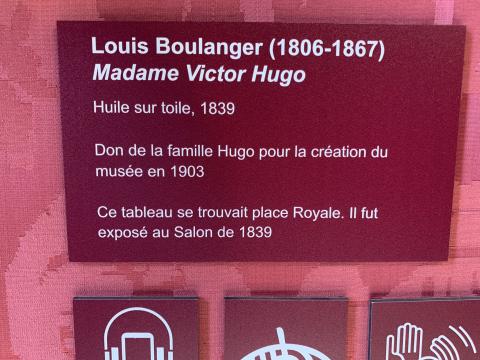 Louis Boulanger (1806-1867)
Madame Victor Hugo
Huile sur toile, 1839
Don de la famille Hugo pour la création du
musée en 1903
Ce tableau se trouvait place Royale. Il fut
exposé au Salon de 1839